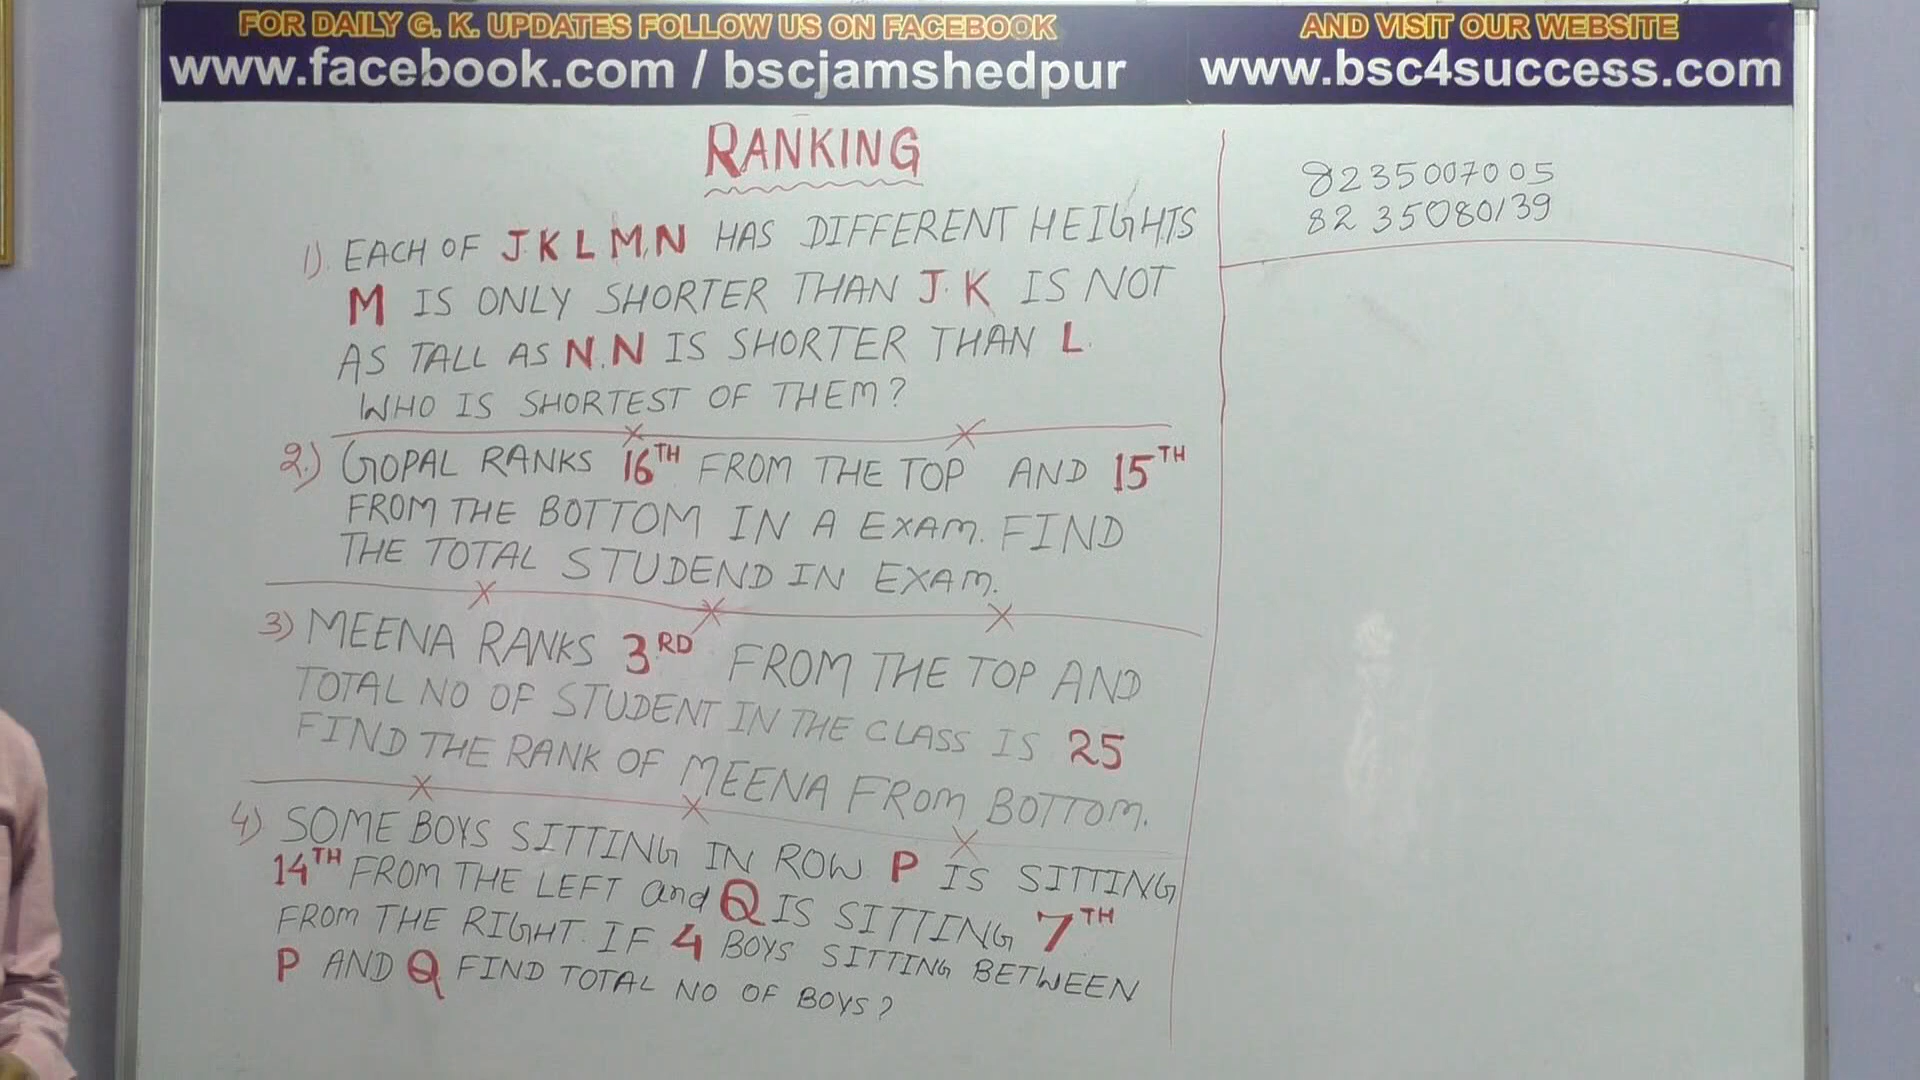 FOR DAILY G. K. UPDATES FOLLOW US ON FACEBOOK
www.facebook.com / bscjamshedpur
AND VISIT OUR WEBSITE
www.bsc4success.com
RANKING
1). EACH OF J.K L M,N HAS DIFFERENT HEIGHTS
M IS ONLY SHORTER THAN J. K IS NOT
AS TALL AS N. N IS SHORTER THAN L.
WHO IS SHORTEST OF THEM?
2.) GOPAL RANKS 16TH FROM THE TOP AND 15TH
FROM THE BOTTOM IN A EXAM. FIND
THE TOTAL STUDEND IN EXAM.
3) MEENA RANKS 3RD FROM THE TOP AND
TOTAL NO OF STUDENT IN THE CLASS IS 25
FIND THE RANK OF MEENA FROM BOTTOM.
4) SOME BOYS SITTING IN ROW P IS SITTING
14TH FROM THE LEFT and Q IS SITTING 7TH
FROM THE RIGHT. IF 4 BOYS SITTING BETWEEN
P AND Q FIND TOTAL NO OF BOYS?
8235007005
82 35080139